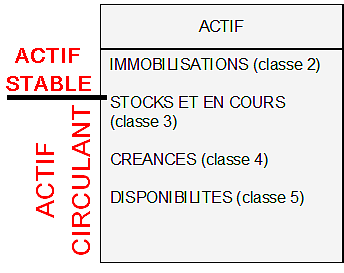 ACTIF
ACTIF
STABLE
IMMOBILISATIONS (classe 2)
STOCKS ET EN COURS
(classe 3)
ACTIF
CIRCULANT
CREANCES (classe 4)
DISPONIBILITES (classe 5)